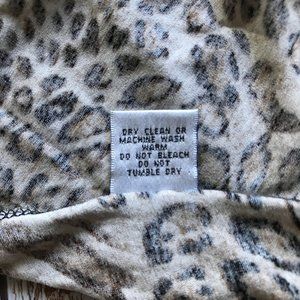 DRY CLEAN OR
MACHINE WASH
WARM
DO NOT BLEACH
DO NOT
TUMBLE DRY